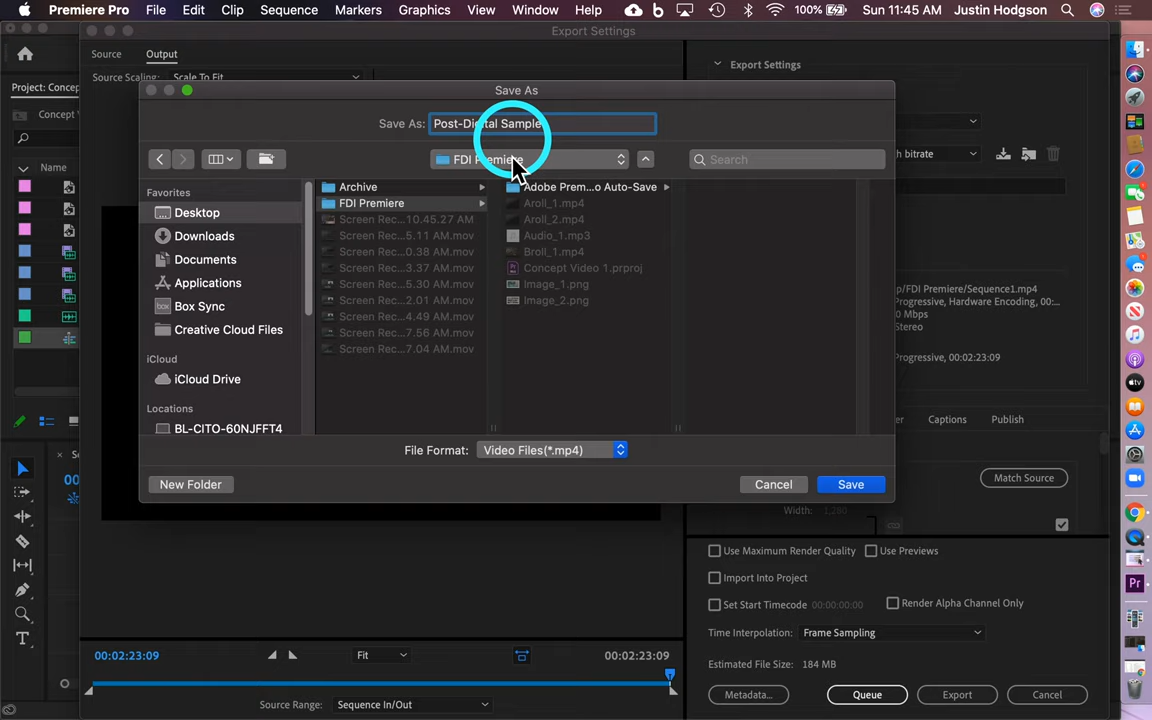 Premiere Pro File Edit Clip Sequence Markers Graphics View Window Help 100% Sun 11:45 AM Justin Hodgson
Export Settings
Source Output
Source Scaling: Scale To Fit
Export Settings
Project: Concep
Concept
Name
Save As
Save As: Post-Digital Sample
FDI Premiere
Search
h bitrate
Favorites
Desktop
Downloads
Documents
Applications
Box Sync
Creative Cloud Files
iCloud
iCloud Drive
Locations
BL-CITO-60NJFFT4
Archive
FDI Premiere
Screen Rec...10.45.27 AM
Screen Rec...5.11 AM.mov
Screen Rec...0.38 AM.mov
Screen Rec...3.37 AM.mov
Screen Rec...5.30 AM.mov
Screen Rec...2.01 AM.mov
Screen Rec...4.49 AM.mov
Screen Rec...7.56 AM.mov
Screen Rec...7.04 AM.mov
Adobe Prem...o Auto-Save
Aroll_1.mp4
Aroll_2.mp4
Audio_1.mp3
Broll_1.mp4
Concept Video 1.prproj
Image_1.png
Image_2.png
File Format: Video Files(*.mp4)
New Folder Cancel Save
p/FDI Premiere/Sequence1.mp4
Progressive, Hardware Encoding, 00:...
0 Mbps
Stereo
Progressive, 00:02:23:09
er Captions Publish
Match Source
Width: 1,280
Use Maximum Render Quality Use Previews
Import Into Project
Set Start Timecode 00:00:00:00 Render Alpha Channel Only
Time Interpolation: Frame Sampling
Estimated File Size: 184 MB
Metadata... Queue Export Cancel
00:02:23:09 Fit 00:02:23:09
Source Range: Sequence In/Out